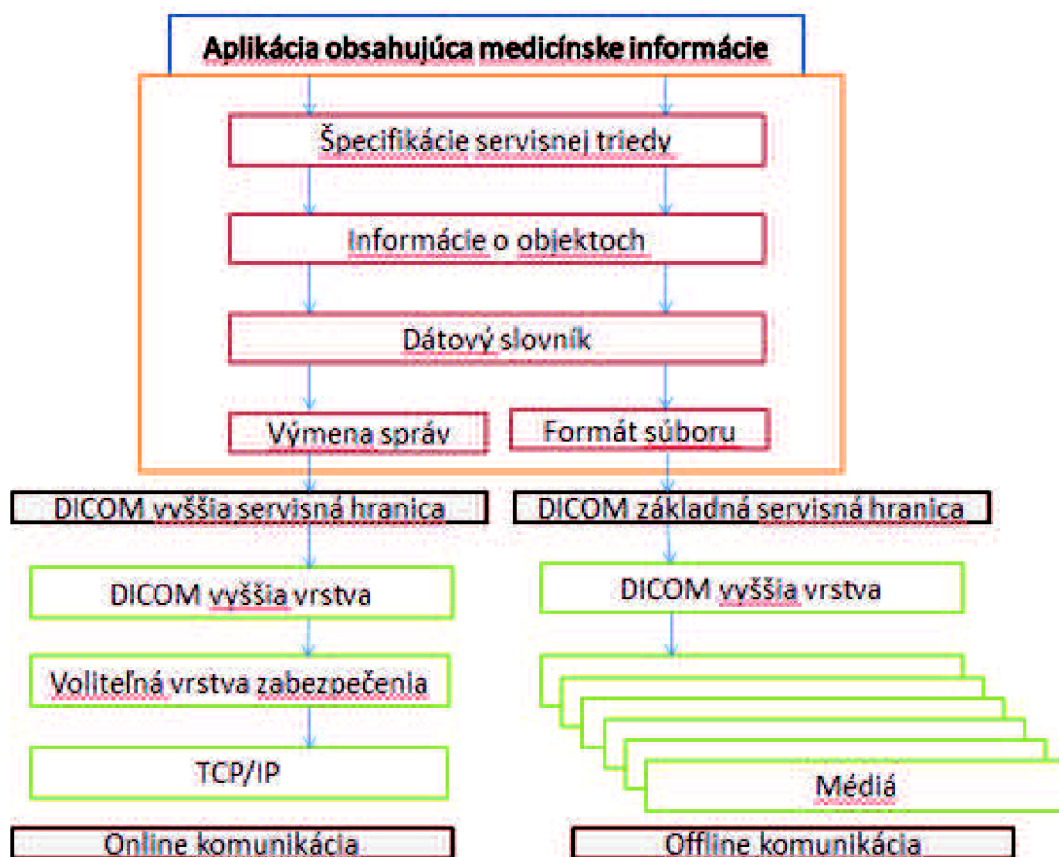 Aplikácia obsahujúca medicínske informácie
Špecifikácie servisnej triedy
Informácie o objektoch
Dátový slovník
Výmena správ
Formát súboru
DICOM vyššia servisná hranica
DICOM základná servisná hranica
DICOM vyššia vrstva
DICOM vyššia vrstva
Voliteľná vrstva zabezpečenia
TCP/IP
Médiá
Online komunikácia
Offline komunikácia